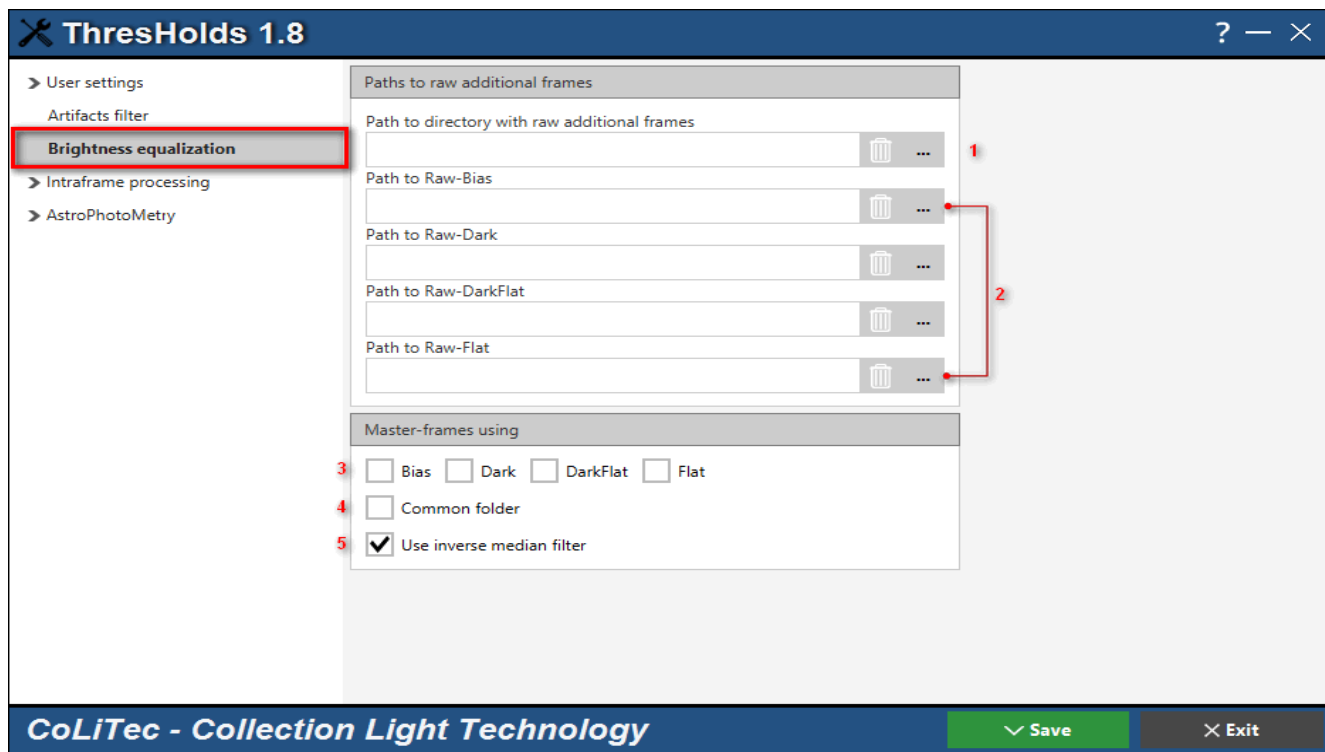 ThresHolds 1.8
? — ×
User settings
Artifacts filter
Brightness equalization
Intraframe processing
AstroPhotoMetry
Paths to raw additional frames
Path to directory with raw additional frames
... 1
Path to Raw-Bias
...
Path to Raw-Dark
...
2
Path to Raw-DarkFlat
...
Path to Raw-Flat
...
Master-frames using
3 Bias Dark DarkFlat Flat
4 Common folder
5 Use inverse median filter
CoLiTec - Collection Light Technology
Save
Exit